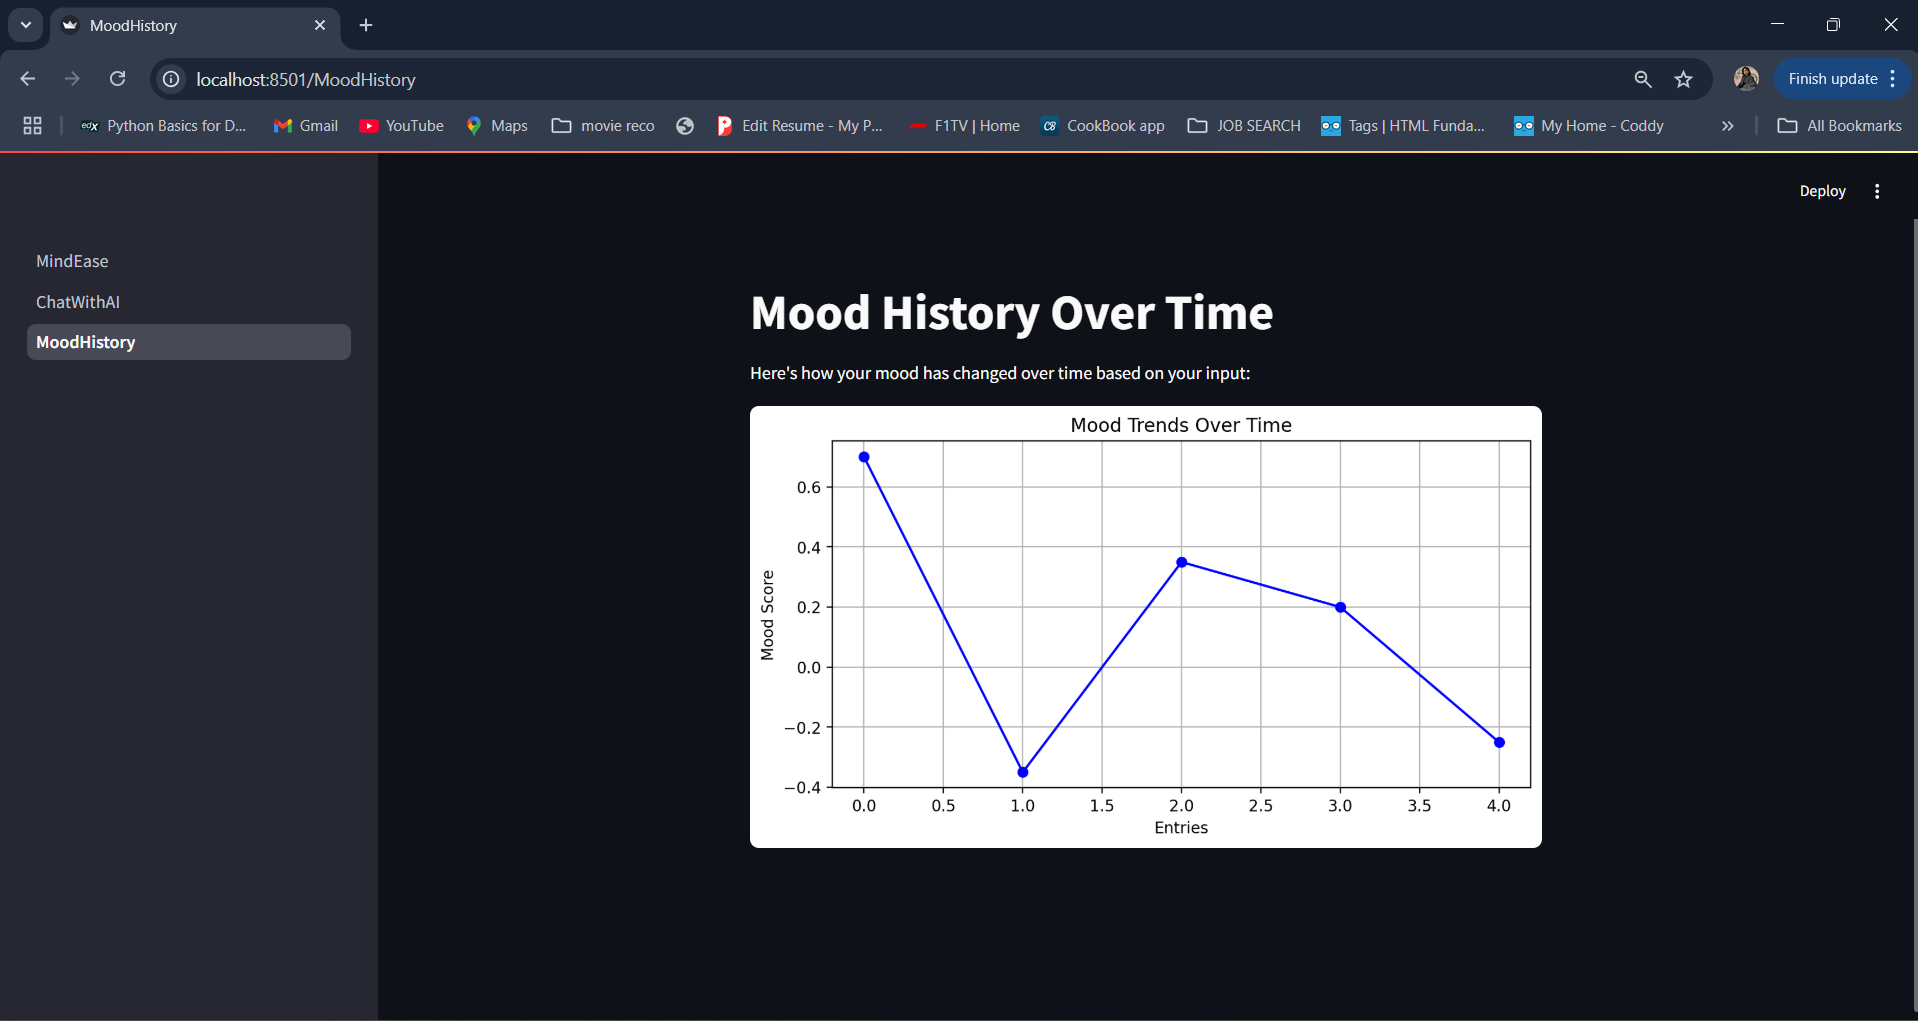 MoodHistory
localhost:8501/MoodHistory
Finish update
edX Python Basics for D... Gmail YouTube Maps movie reco Edit Resume - My P... F1TV | Home CB CookBook app JOB SEARCH Tags | HTML Funda... My Home - Coddy » All Bookmarks
Deploy
MindEase
ChatWithAI
MoodHistory
Mood History Over Time
Here's how your mood has changed over time based on your input:
Mood Trends Over Time
Mood Score
0.6
0.4
0.2
0.0
−0.2
−0.4
0.0 0.5 1.0 1.5 2.0 2.5 3.0 3.5 4.0
Entries